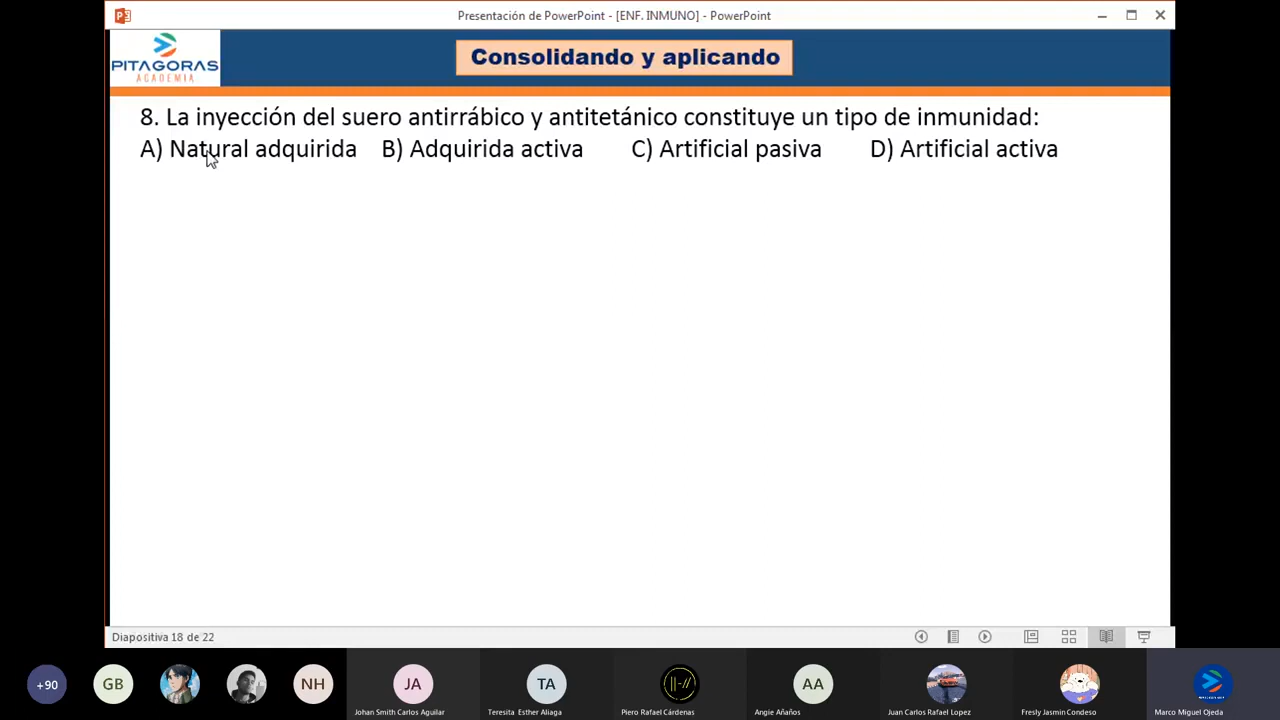 Presentación de PowerPoint - [ENF. INMUNO] - PowerPoint
PITAGORAS
ACADEMIA
Consolidando y aplicando
8. La inyección del suero antirrábico y antitetánico constituye un tipo de inmunidad:
A) Natural adquirida B) Adquirida activa C) Artificial pasiva D) Artificial activa
Diapositiva 18 de 22
+90 GB NH JA TA AA
Johan Smith Carlos Aguilar Teresita Esther Aliaga Piero Rafael Cárdenas Angie Añaños Juan Carlos Rafael Lopez Fresly Jasmin Condeso Marco Miguel Ojeda